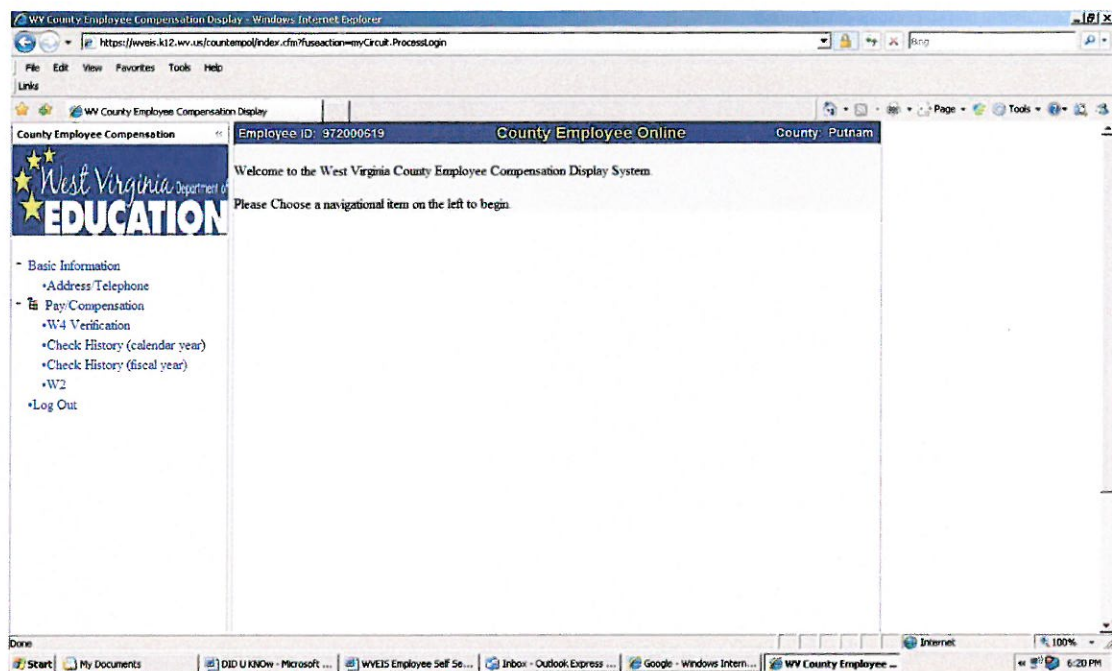 WV County Employee Compensation Display - Windows Internet Explorer
https://wveis.k12.wv.us/countempol/index.cfm?fuseaction=myCircuit.ProcessLogin
Bing
File Edit View Favorites Tools Help
Links
WV County Employee Compensation Display
Page Tools
County Employee Compensation
Employee ID: 972000619 County Employee Online County: Putnam
West Virginia Department of
EDUCATION
Welcome to the West Virginia County Employee Compensation Display System.
Please Choose a navigational item on the left to begin.
- Basic Information
•Address/Telephone
- Pay/Compensation
•W4 Verification
•Check History (calendar year)
•Check History (fiscal year)
•W2
•Log Out
Done Internet 100%
Start My Documents DID U KNOw - Microsoft ... WVEIS Employee Self Se... Inbox - Outlook Express ... Google - Windows Intern... WV County Employee ... 6:20 PM